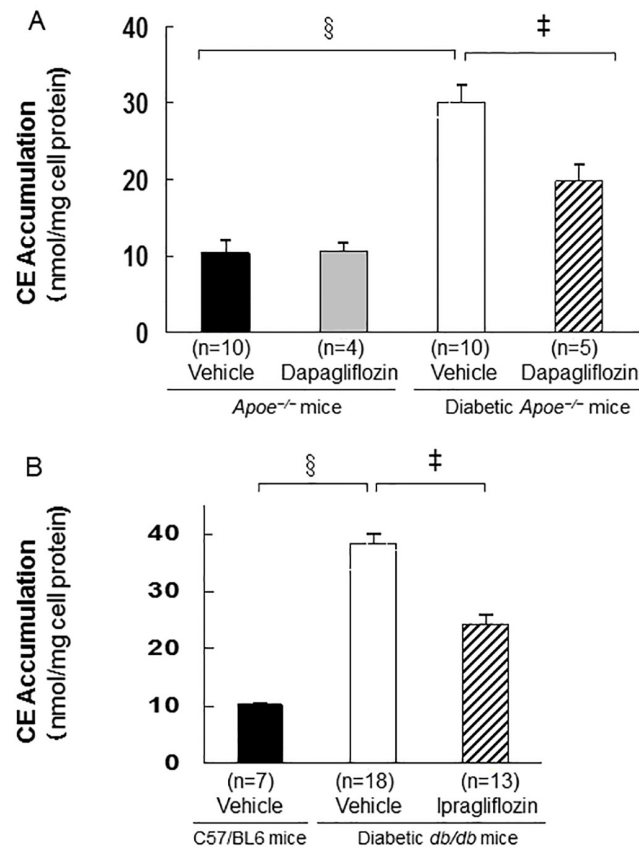 A
§
‡
CE Accumulation
(nmol/mg cell protein)
40
30
20
10
0
(n=10) (n=4) (n=10) (n=5)
Vehicle Dapagliflozin Vehicle Dapagliflozin
Apoe⁻/⁻ mice Diabetic Apoe⁻/⁻ mice
B
§
‡
CE Accumulation
(nmol/mg cell protein)
40
30
20
10
0
(n=7) (n=18) (n=13)
Vehicle Vehicle Ipragliflozin
C57/BL6 mice Diabetic db/db mice